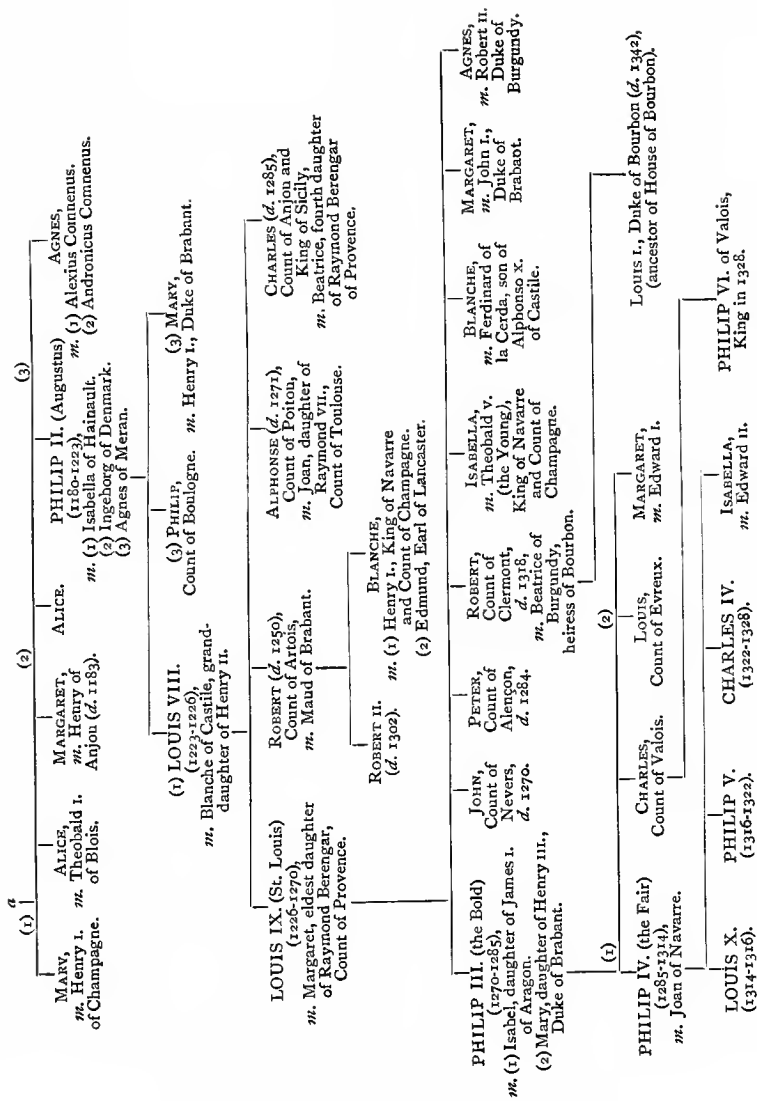 a
(1)
(2)
(3)
MARY,
m. Henry I.
of Champagne.
ALICE,
m. Theobald I.
of Blois.
MARGARET,
m. Henry of
Anjou (d. 1183).
ALICE.
PHILIP II. (Augustus)
(1180-1223),
m. (1) Isabella of Hainault.
(2) Ingeborg of Denmark.
(3) Agnes of Meran.
AGNES,
m. (1) Alexius Comnenus.
(2) Andronicus Comnenus.
(1) LOUIS VIII.
(1223-1226),
m. Blanche of Castile, grand-
daughter of Henry II.
(3) PHILIP,
Count of Boulogne.
(3) MARY,
m. Henry I., Duke of Brabant.
LOUIS IX. (St. Louis)
(1226-1270),
m. Margaret, eldest daughter
of Raymond Berengar,
Count of Provence.
ROBERT (d. 1250),
Count of Artois,
m. Maud of Brabant.
ALPHONSE (d. 1271),
Count of Poitou,
m. Joan, daughter of
Raymond VII.,
Count of Toulouse.
CHARLES (d. 1285),
Count of Anjou and
King of Sicily,
m. Beatrice, fourth daughter
of Raymond Berengar
of Provence.
ROBERT II.
(d. 1302).
BLANCHE,
m. (1) Henry I., King of Navarre
and Count of Champagne.
(2) Edmund, Earl of Lancaster.
PHILIP III. (the Bold)
(1270-1285),
m. (1) Isabel, daughter of James I.
of Aragon.
(2) Mary, daughter of Henry III.,
Duke of Brabant.
JOHN,
Count of
Nevers,
d. 1270.
PETER,
Count of
Alençon,
d. 1284.
ROBERT,
Count of
Clermont,
d. 1318,
m. Beatrice of
Burgundy,
heiress of Bourbon.
ISABELLA,
m. Theobald V.
(the Young),
King of Navarre
and Count of
Champagne.
BLANCHE,
m. Ferdinard of
la Cerda, son of
Alphonso X.
of Castile.
MARGARET,
m. John I.,
Duke of
Brabant.
AGNES,
m. Robert II.
Duke of
Burgundy.
(1)
(2)
PHILIP IV. (the Fair)
(1285-1314),
m. Joan of Navarre.
CHARLES,
Count of Valois.
LOUIS,
Count of Evreux.
MARGARET,
m. Edward I.
LOUIS I., Duke of Bourbon (d. 1342),
(ancestor of House of Bourbon).
LOUIS X.
(1314-1316).
PHILIP V.
(1316-1322).
CHARLES IV.
(1322-1328).
ISABELLA,
m. Edward II.
PHILIP VI. of Valois,
King in 1328.